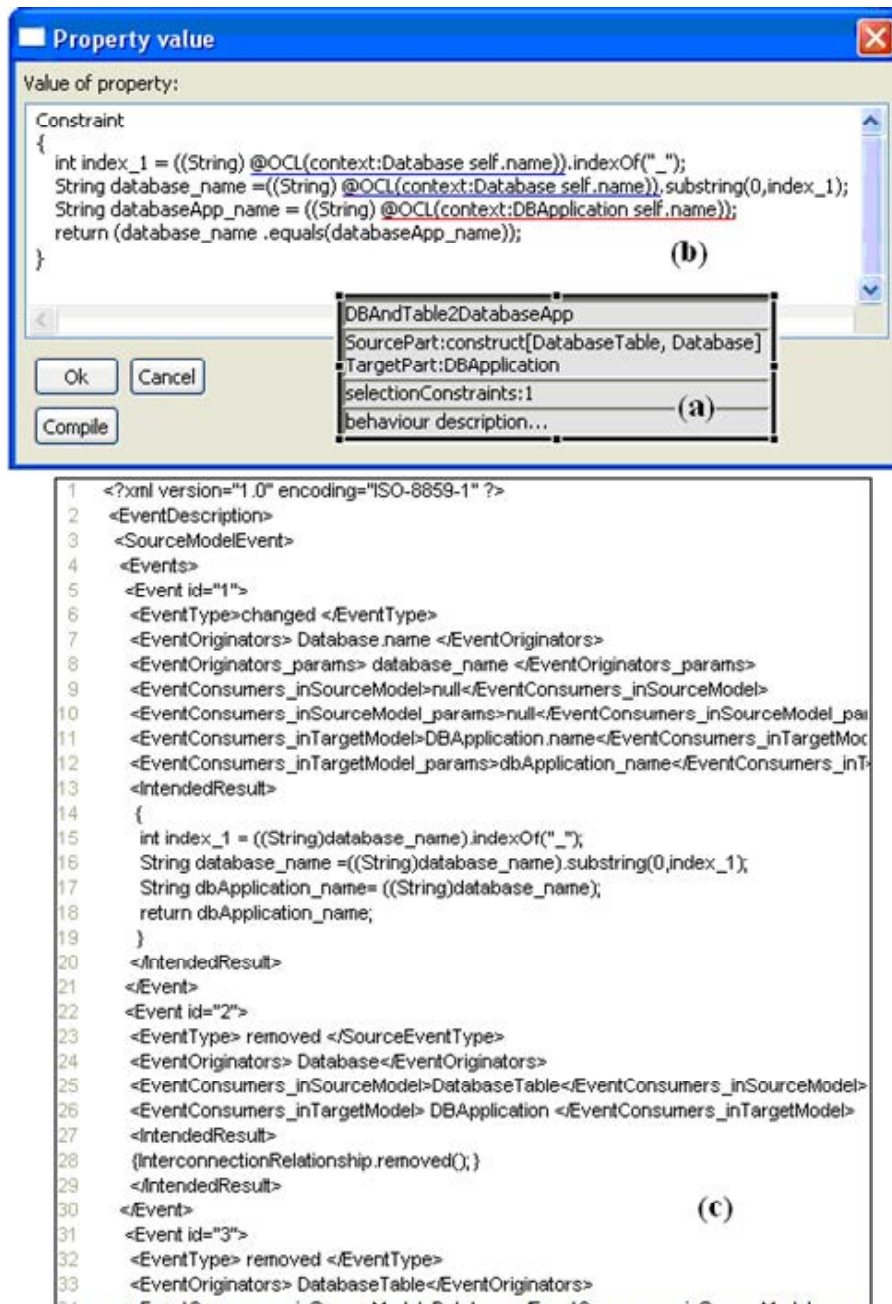 Property value
Value of property:
Constraint
{
int index_1 = ((String) @OCL(context:Database self.name)).indexOf("_");
String database_name =((String) @OCL(context:Database self.name)).substring(0,index_1);
String databaseApp_name = ((String) @OCL(context:DBApplication self.name));
return (database_name .equals(databaseApp_name));
}
(b)
DBAndTable2DatabaseApp
SourcePart:construct[DatabaseTable, Database]
TargetPart:DBApplication
selectionConstraints:1
behaviour description...
(a)
Ok Cancel
Compile
1 <?xml version="1.0" encoding="ISO-8859-1" ?>
2 <EventDescription>
3 <SourceModelEvent>
4 <Events>
5 <Event id="1">
6 <EventType>changed </EventType>
7 <EventOriginators> Database.name </EventOriginators>
8 <EventOriginators_params> database_name </EventOriginators_params>
9 <EventConsumers_inSourceModel>null</EventConsumers_inSourceModel>
10 <EventConsumers_inSourceModel_params>null</EventConsumers_inSourceModel_par
11 <EventConsumers_inTargetModel>DBApplication.name</EventConsumers_inTargetMod
12 <EventConsumers_inTargetModel_params>dbApplication_name</EventConsumers_inT
13 <IntendedResult>
14 {
15 int index_1 = ((String)database_name).indexOf("_");
16 String database_name =((String)database_name).substring(0,index_1);
17 String dbApplication_name= ((String)database_name);
18 return dbApplication_name;
19 }
20 </IntendedResult>
21 </Event>
22 <Event id="2">
23 <EventType> removed </SourceEventType>
24 <EventOriginators> Database</EventOriginators>
25 <EventConsumers_inSourceModel>DatabaseTable</EventConsumers_inSourceModel>
26 <EventConsumers_inTargetModel> DBApplication </EventConsumers_inTargetModel>
27 <IntendedResult>
28 {InterconnectionRelationship.removed(); }
29 </IntendedResult>
30 </Event>
(c)
31 <Event id="3">
32 <EventType> removed </EventType>
33 <EventOriginators> DatabaseTable</EventOriginators>